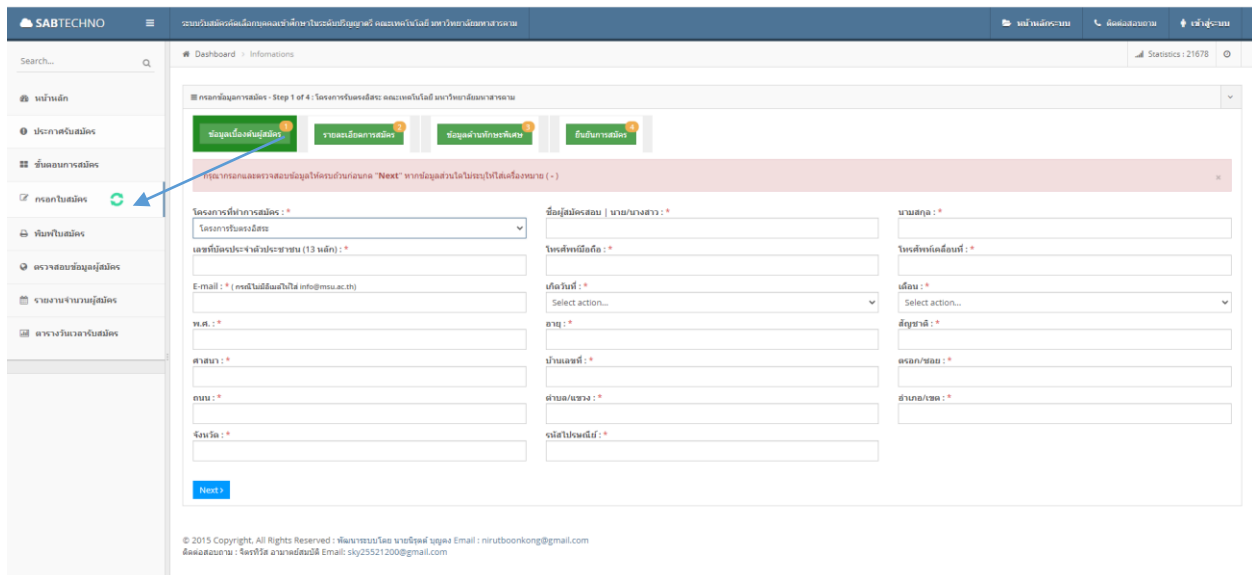 SABTECHNO
ระบบรับสมัครคัดเลือกบุคคลเข้าศึกษาในระดับปริญญาตรี คณะเทคโนโลยี มหาวิทยาลัยมหาสารคาม
หน้าหลักระบบ
ติดต่อสอบถาม
เข้าสู่ระบบ
Search...
Dashboard > Infomations
Statistics : 21678
หน้าหลัก
ประกาศรับสมัคร
ขั้นตอนการสมัคร
กรอกใบสมัคร
พิมพ์ใบสมัคร
ตรวจสอบข้อมูลผู้สมัคร
รายงานจำนวนผู้สมัคร
ตารางวันเวลารับสมัคร
กรอกข้อมูลการสมัคร - Step 1 of 4 : โครงการรับตรงอิสระ คณะเทคโนโลยี มหาวิทยาลัยมหาสารคาม
ข้อมูลเบื้องต้นผู้สมัคร 1
รายละเอียดการสมัคร 2
ข้อมูลด้านทักษะพิเศษ 3
ยืนยันการสมัคร 4
กรุณากรอกและตรวจสอบข้อมูลให้ครบถ้วนก่อนกด "Next" หากข้อมูลส่วนใดไม่ระบุให้ใส่เครื่องหมาย ( - )
โครงการที่ทำการสมัคร : *
ชื่อผู้สมัครสอบ | นาย/นางสาว : *
นามสกุล : *
โครงการรับตรงอิสระ
เลขที่บัตรประจำตัวประชาชน (13 หลัก) : *
โทรศัพท์มือถือ : *
โทรศัพท์เคลื่อนที่ : *
E-mail : * ( กรณีไม่มีอีเมล์ให้ใส่ info@msu.ac.th)
เกิดวันที่ : *
เดือน : *
Select action...
Select action...
พ.ศ. : *
อายุ : *
สัญชาติ : *
ศาสนา : *
บ้านเลขที่ : *
ตรอก/ซอย : *
ถนน : *
ตำบล/แขวง : *
อำเภอ/เขต : *
จังหวัด : *
รหัสไปรษณีย์ : *
Next
© 2015 Copyright, All Rights Reserved : พัฒนาระบบโดย นายนิรุตต์ บุญคง Email : nirutboonkong@gmail.com
ติดต่อสอบถาม : จิตรทิวัส อามาตย์สมบัติ Email: sky25521200@gmail.com